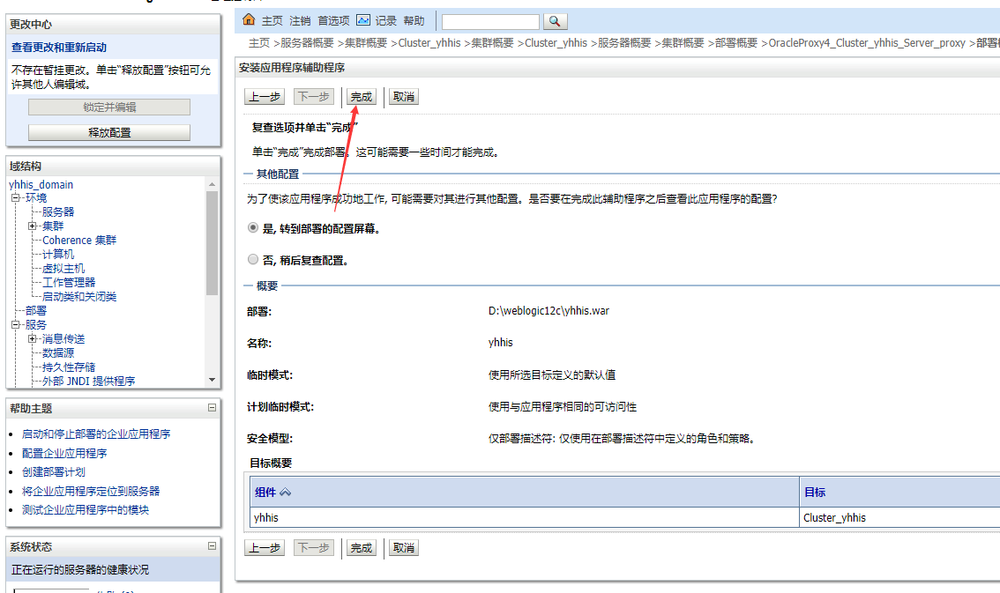 更改中心
查看更改和重新启动
不存在暂挂更改。单击“释放配置”按钮可允
许其他人编辑域。
锁定并编辑
释放配置
域结构
yhhis_domain
环境
服务器
集群
Coherence 集群
计算机
虚拟主机
工作管理器
启动类和关闭类
部署
服务
消息传送
数据源
持久性存储
外部 JNDI 提供程序
帮助主题
启动和停止部署的企业应用程序
配置企业应用程序
创建部署计划
将企业应用程序定位到服务器
测试企业应用程序中的模块
系统状态
正在运行的服务器的健康状况
主页 注销 首选项 记录 帮助
主页 >服务器概要 >集群概要 >Cluster_yhhis >集群概要 >Cluster_yhhis >服务器概要 >集群概要 >部署概要 >OracleProxy4_Cluster_yhhis_Server_proxy >部署
安装应用程序辅助程序
上一步 下一步 完成 取消
复查选项并单击“完成”
单击“完成”完成部署。这可能需要一些时间才能完成。
其他配置
为了使该应用程序成功地工作, 可能需要对其进行其他配置。是否要在完成此辅助程序之后查看此应用程序的配置?
是, 转到部署的配置屏幕。
否, 稍后复查配置。
概要
部署: D:\weblogic12c\yhhis.war
名称: yhhis
临时模式: 使用所选目标定义的默认值
计划临时模式: 使用与应用程序相同的可访问性
安全模型: 仅部署描述符: 仅使用在部署描述符中定义的角色和策略。
目标概要
组件 目标
yhhis Cluster_yhhis
上一步 下一步 完成 取消